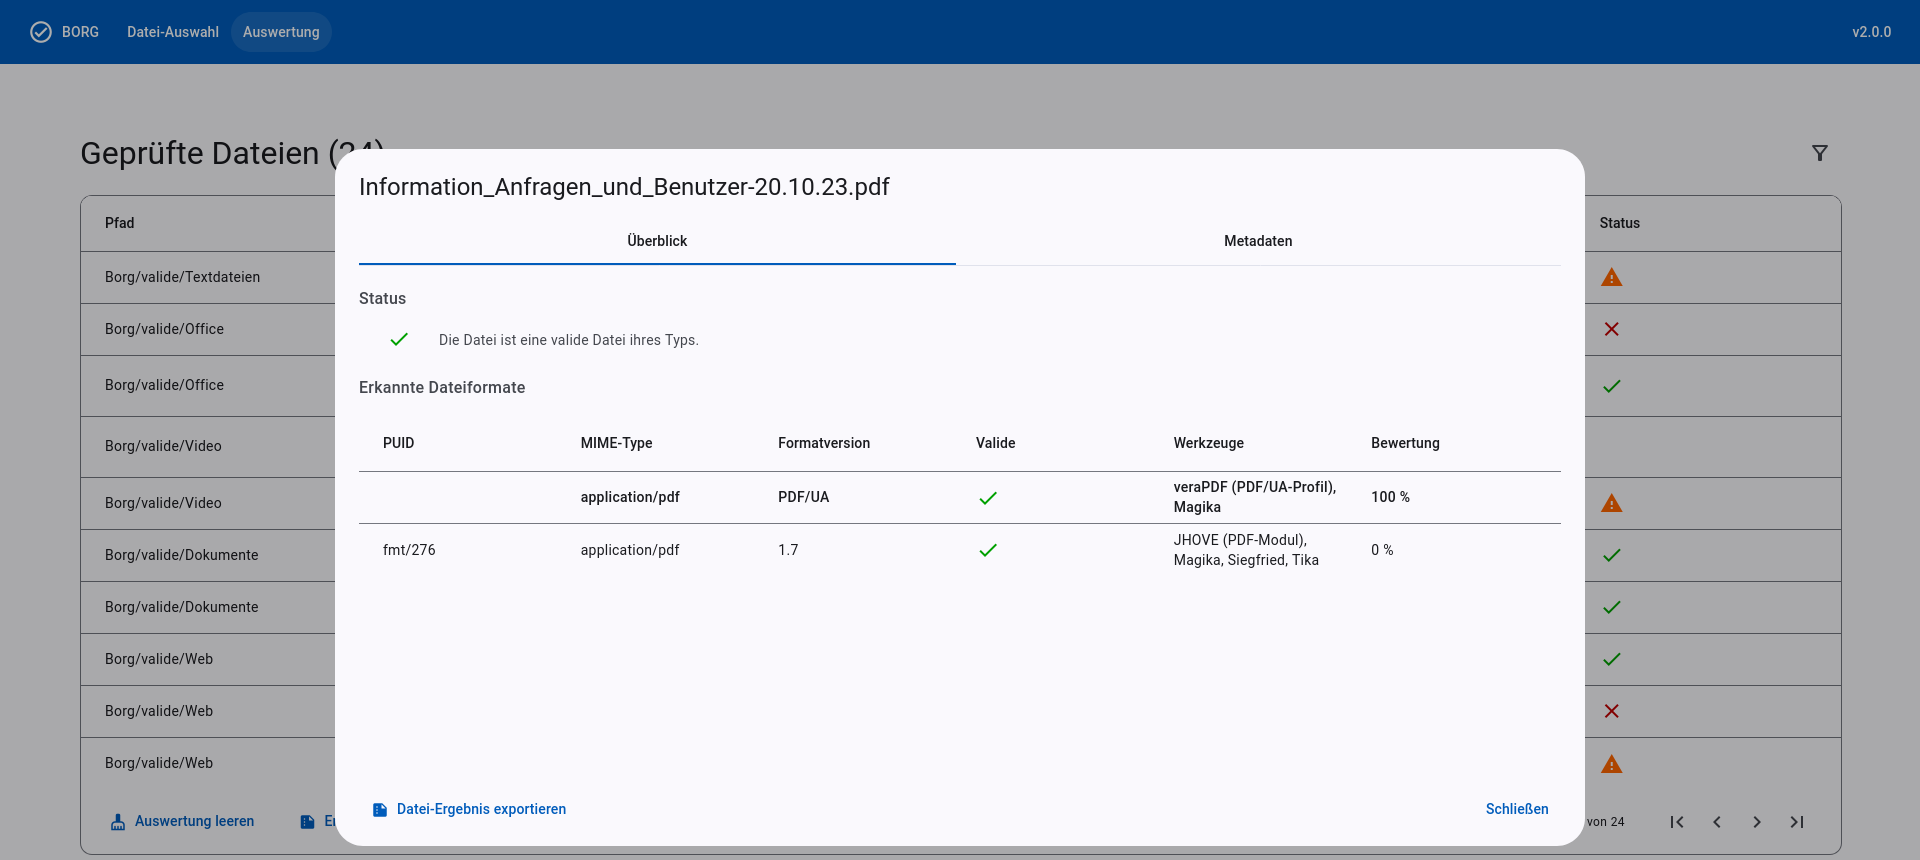 BORG Datei-Auswahl Auswertung v2.0.0
Geprüfte Dateien (24)
Information_Anfragen_und_Benutzer-20.10.23.pdf
Pfad Status
Überblick Metadaten
Borg/valide/Textdateien
Status
Borg/valide/Office
Die Datei ist eine valide Datei ihres Typs.
Borg/valide/Office
Erkannte Dateiformate
Borg/valide/Video
PUID MIME-Type Formatversion Valide Werkzeuge Bewertung
Borg/valide/Video
application/pdf PDF/UA veraPDF (PDF/UA-Profil), 100 %
Magika
Borg/valide/Dokumente
fmt/276 application/pdf 1.7 JHOVE (PDF-Modul), 0 %
Magika, Siegfried, Tika
Borg/valide/Dokumente
Borg/valide/Web
Borg/valide/Web
Borg/valide/Web
Datei-Ergebnis exportieren Schließen
Auswertung leeren von 24